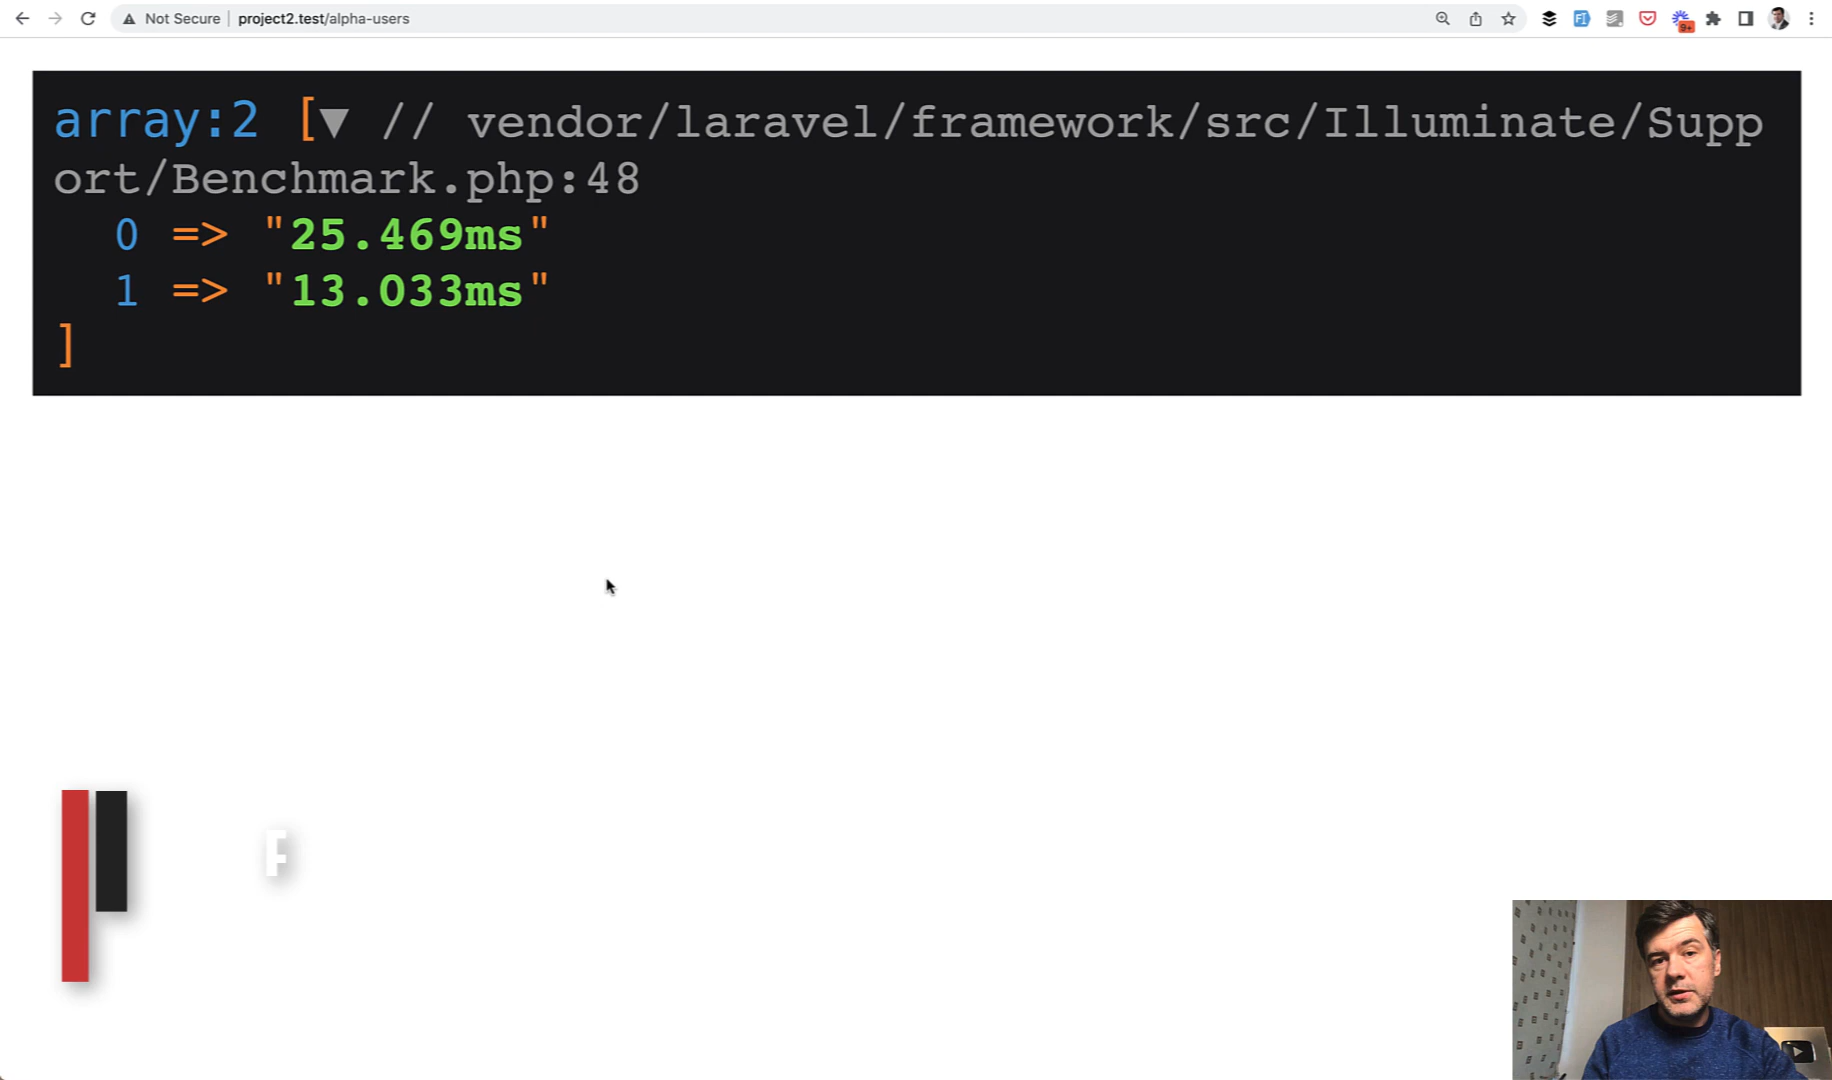 Not Secure | project2.test/alpha-users
9+
array:2 [▼ // vendor/laravel/framework/src/Illuminate/Supp
ort/Benchmark.php:48
0 => "25.469ms"
1 => "13.033ms"
]